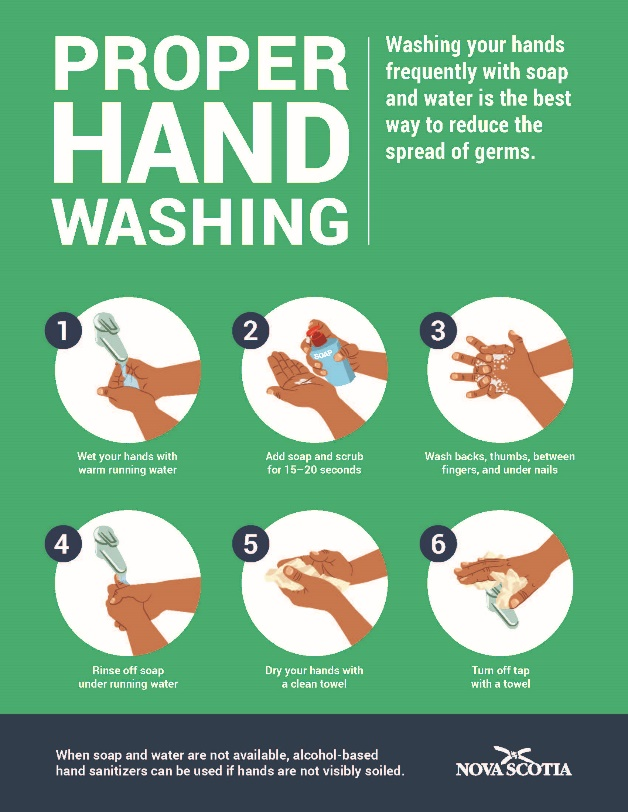 PROPER
HAND
WASHING
Washing your hands
frequently with soap
and water is the best
way to reduce the
spread of germs.
1
Wet your hands with
warm running water
2
SOAP
Add soap and scrub
for 15–20 seconds
3
Wash backs, thumbs, between
fingers, and under nails
4
Rinse off soap
under running water
5
Dry your hands with
a clean towel
6
Turn off tap
with a towel
When soap and water are not available, alcohol-based
hand sanitizers can be used if hands are not visibly soiled.
NOVA SCOTIA